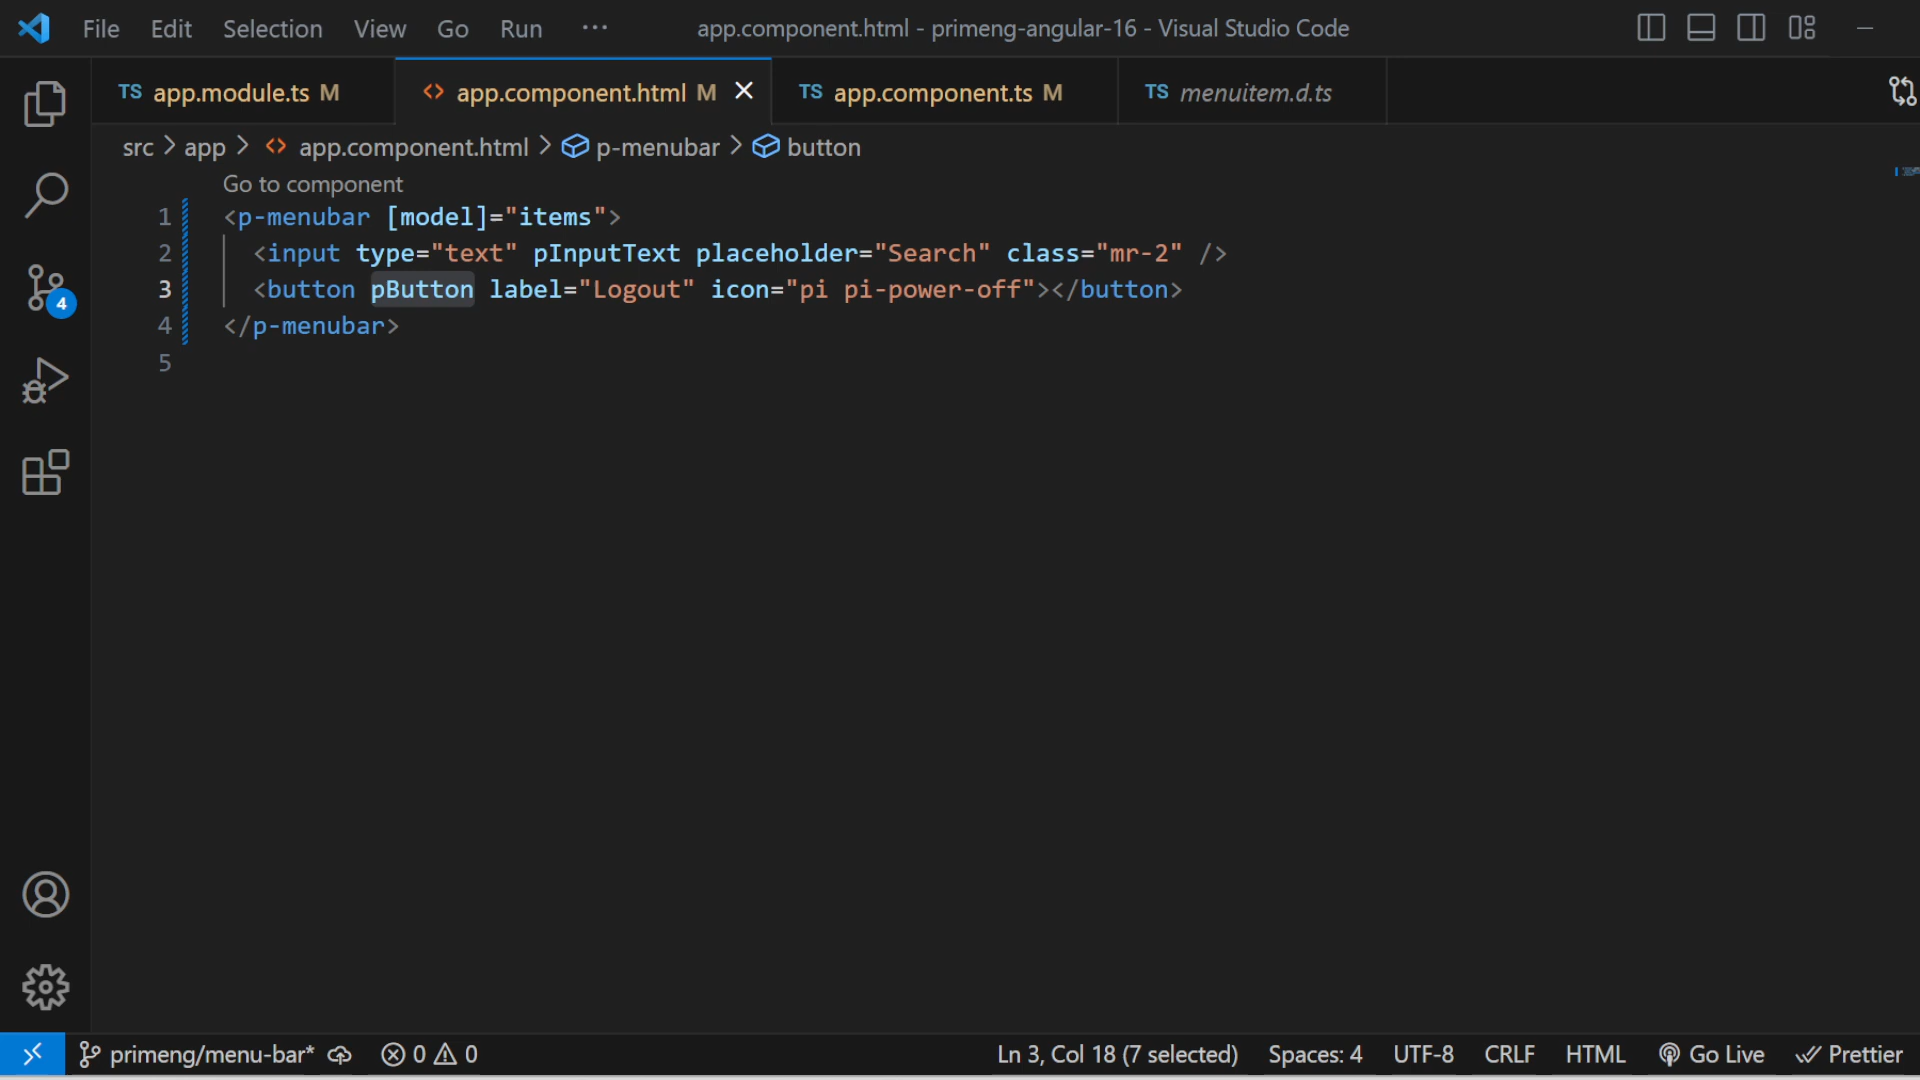 File Edit Selection View Go Run ··· app.component.html - primeng-angular-16 - Visual Studio Code
TS app.module.ts M <> app.component.html M TS app.component.ts M TS menuitem.d.ts
src > app > <> app.component.html > p-menubar > button
Go to component
1 <p-menubar [model]="items">
2 <input type="text" pInputText placeholder="Search" class="mr-2" />
3 <button pButton label="Logout" icon="pi pi-power-off"></button>
4 </p-menubar>
5
4
primeng/menu-bar* 0 0 Ln 3, Col 18 (7 selected) Spaces: 4 UTF-8 CRLF HTML Go Live Prettier